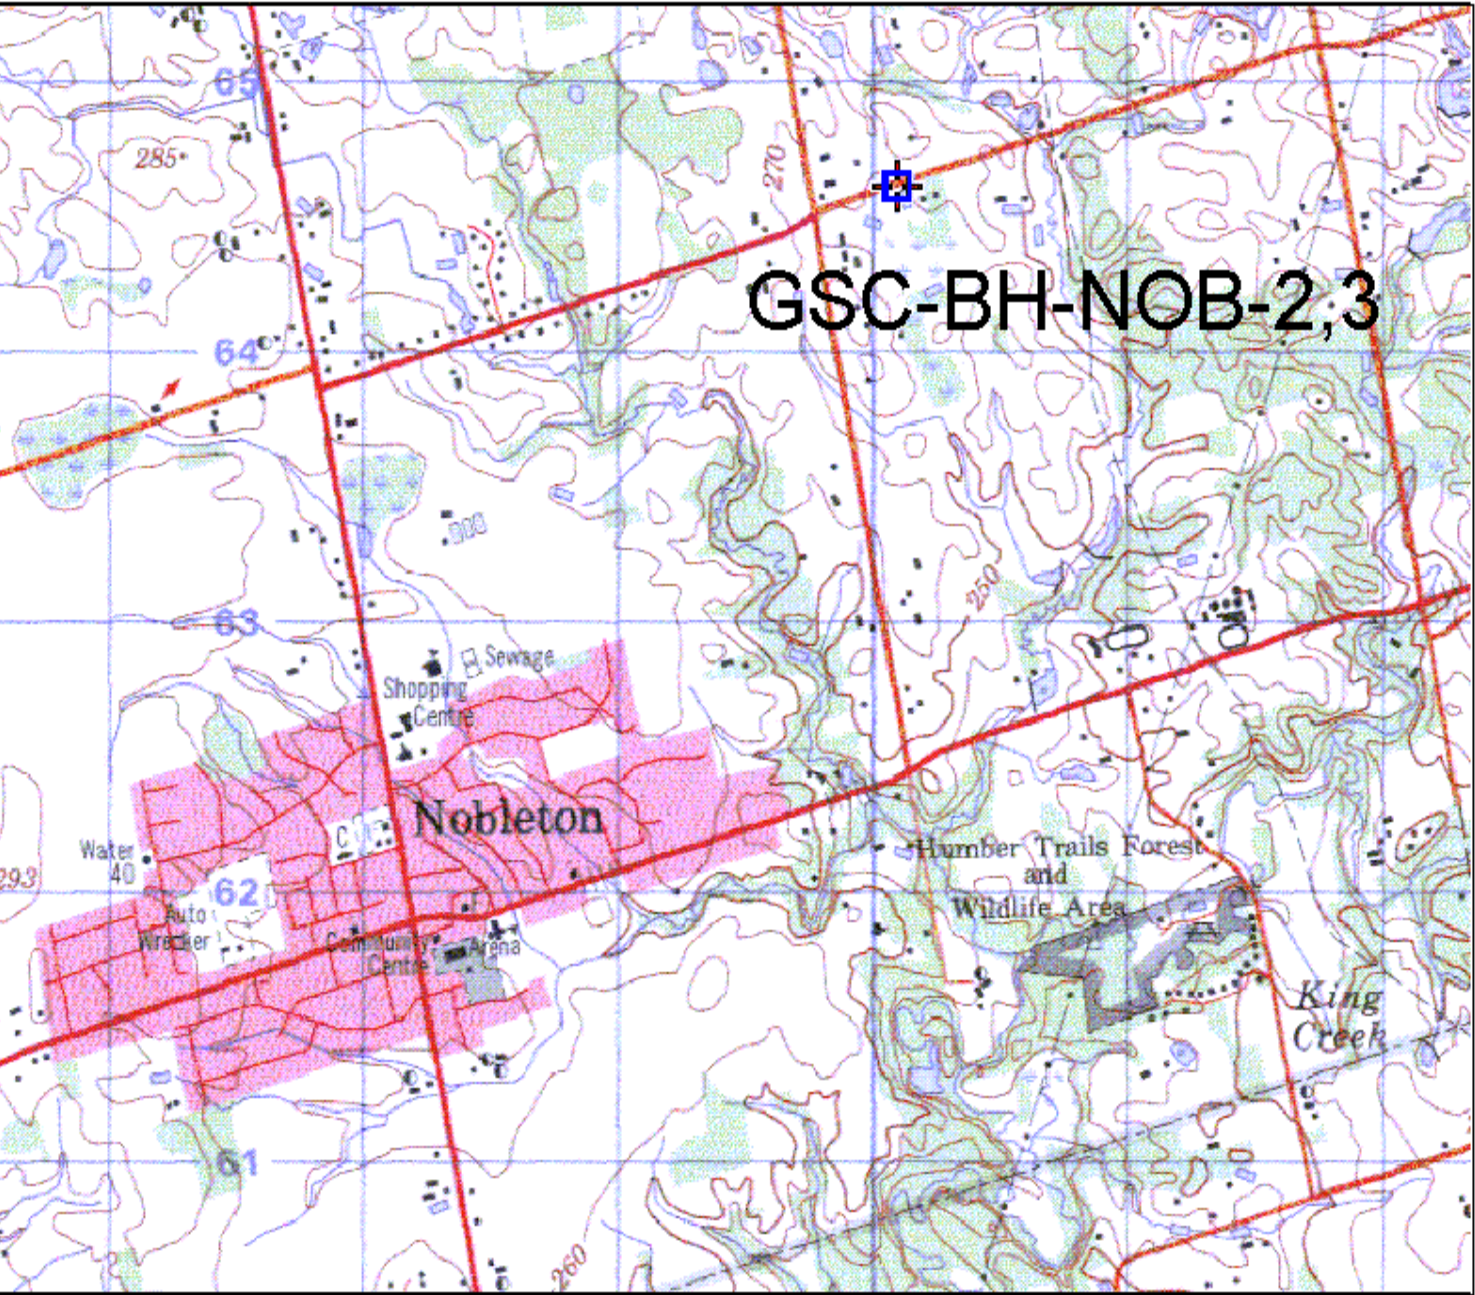 65
285
270
GSC-BH-NOB-2,3
64
250
63
Sewage
Shopping
Centre
Nobleton
C
Water
40
293
62
Humber Trails Forest
and
Wildlife Area
Auto
Wrecker
Community
Centre
Arena
King
Creek
61
260